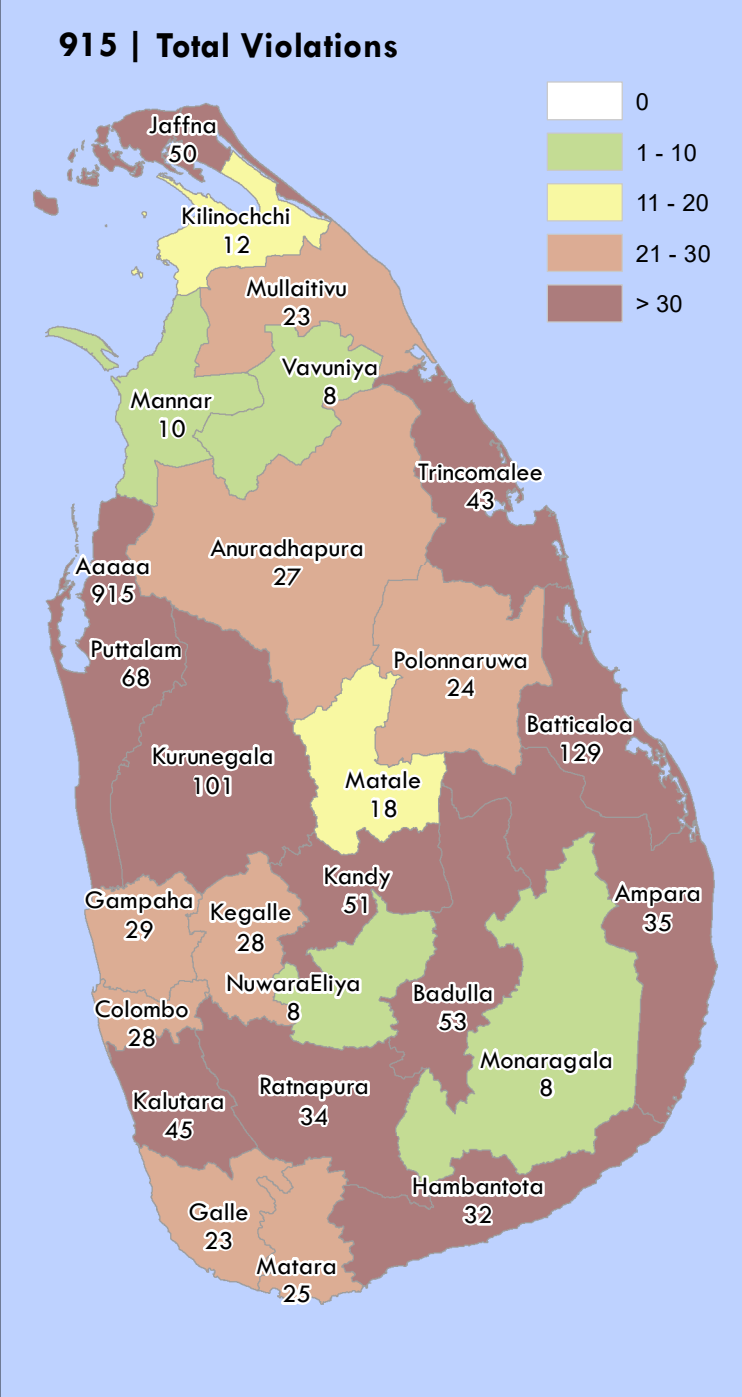 915 | Total Violations
0
1 - 10
11 - 20
21 - 30
> 30
Jaffna
50
Kilinochchi
12
Mullaitivu
23
Vavuniya
8
Mannar
10
Trincomalee
43
Anuradhapura
27
Aaaaa
915
Puttalam
68
Polonnaruwa
24
Batticaloa
129
Kurunegala
101
Matale
18
Kandy
51
Ampara
35
Gampaha
29
Kegalle
28
NuwaraEliya
8
Badulla
53
Colombo
28
Monaragala
8
Ratnapura
34
Kalutara
45
Hambantota
32
Galle
23
Matara
25